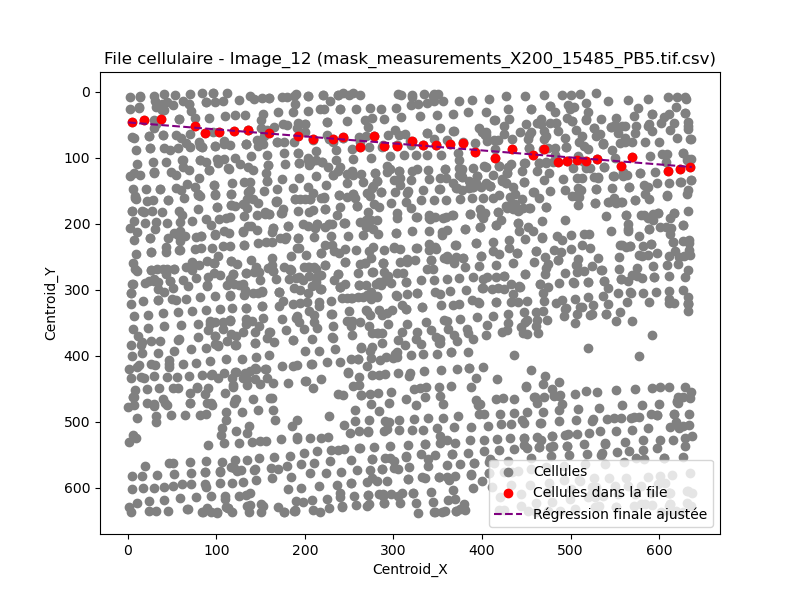 File cellulaire - Image_12 (mask_measurements_X200_15485_PB5.tif.csv)
0
100
200
300
400
500
600
Centroid_Y
0
100
200
300
400
500
600
Centroid_X
Cellules
Cellules dans la file
Régression finale ajustée